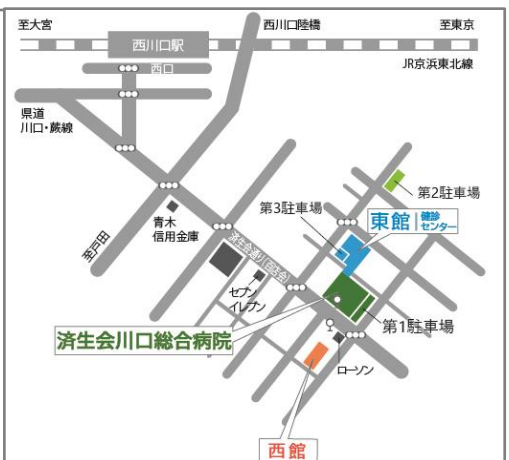 至大宮
西川口陸橋
至東京
西川口駅
JR京浜東北線
西口
県道
川口・蕨線
第2駐車場
第3駐車場
東館
健診
センター
青木
信用金庫
至戸田
済生会通り(百店会)
セブン
イレブン
済生会川口総合病院
第1駐車場
ローソン
西館